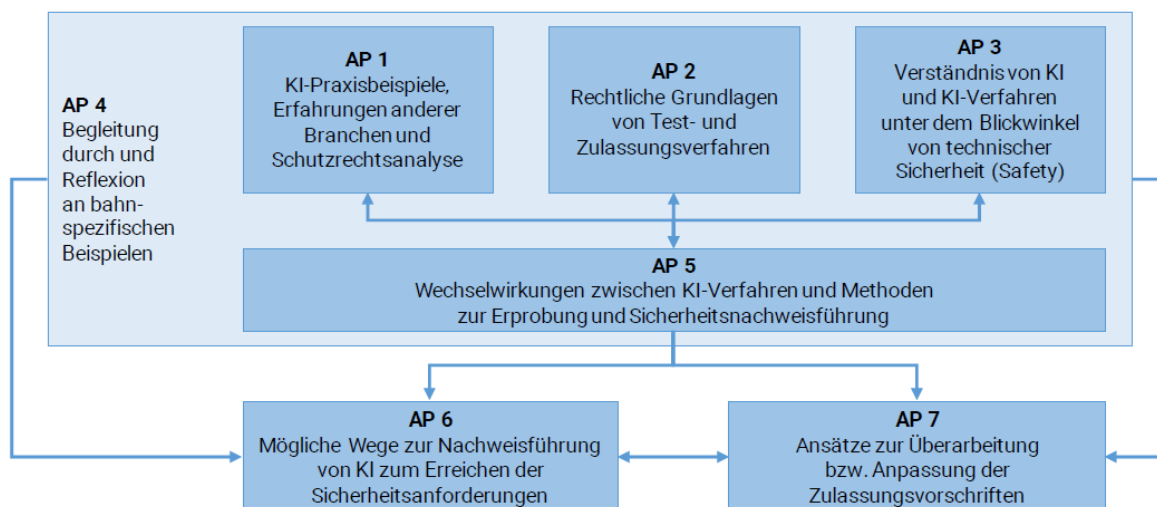 AP 4
Begleitung
durch und
Reflexion
an bahn-
spezifischen
Beispielen
AP 1
KI-Praxisbeispiele,
Erfahrungen anderer
Branchen und
Schutzrechtsanalyse
AP 2
Rechtliche Grundlagen
von Test- und
Zulassungsverfahren
AP 3
Verständnis von KI
und KI-Verfahren
unter dem Blickwinkel
von technischer
Sicherheit (Safety)
AP 5
Wechselwirkungen zwischen KI-Verfahren und Methoden
zur Erprobung und Sicherheitsnachweisführung
AP 6
Mögliche Wege zur Nachweisführung
von KI zum Erreichen der
Sicherheitsanforderungen
AP 7
Ansätze zur Überarbeitung
bzw. Anpassung der
Zulassungsvorschriften